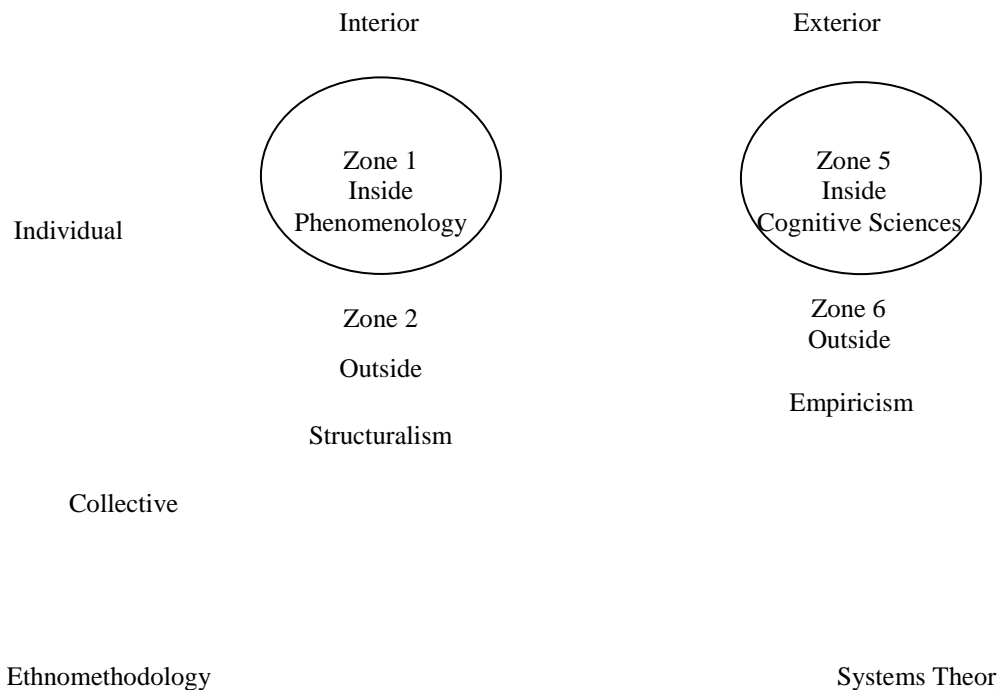 Interior
Exterior
Zone 1
Inside
Phenomenology
Zone 5
Inside
Cognitive Sciences
Individual
Zone 2
Outside
Structuralism
Zone 6
Outside
Empiricism
Collective
Ethnomethodology
Systems Theor